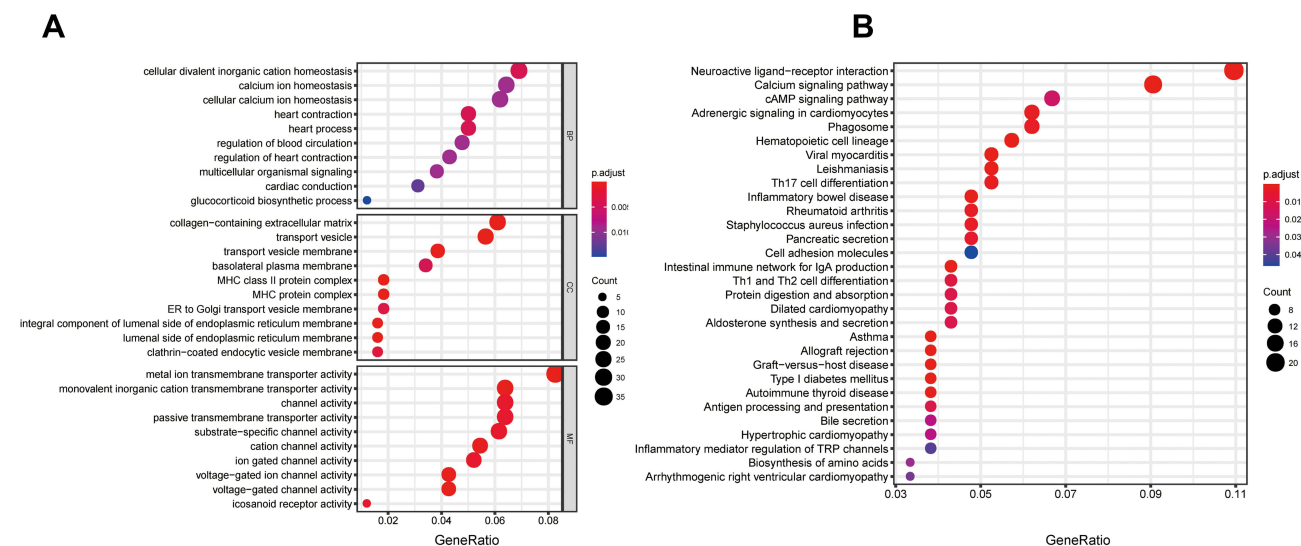 A
cellular divalent inorganic cation homeostasis
calcium ion homeostasis
cellular calcium ion homeostasis
heart contraction
heart process
regulation of blood circulation
regulation of heart contraction
multicellular organismal signaling
cardiac conduction
glucocorticoid biosynthetic process
BP
collagen−containing extracellular matrix
transport vesicle
transport vesicle membrane
basolateral plasma membrane
MHC class II protein complex
MHC protein complex
ER to Golgi transport vesicle membrane
integral component of lumenal side of endoplasmic reticulum membrane
lumenal side of endoplasmic reticulum membrane
clathrin−coated endocytic vesicle membrane
CC
metal ion transmembrane transporter activity
monovalent inorganic cation transmembrane transporter activity
channel activity
passive transmembrane transporter activity
substrate−specific channel activity
cation channel activity
ion gated channel activity
voltage−gated ion channel activity
voltage−gated channel activity
icosanoid receptor activity
MF
0.02 0.04 0.06 0.08
GeneRatio
p.adjust
0.00
0.01
Count
5
10
15
20
25
30
35
B
Neuroactive ligand−receptor interaction
Calcium signaling pathway
cAMP signaling pathway
Adrenergic signaling in cardiomyocytes
Phagosome
Hematopoietic cell lineage
Viral myocarditis
Leishmaniasis
Th17 cell differentiation
Inflammatory bowel disease
Rheumatoid arthritis
Staphylococcus aureus infection
Pancreatic secretion
Cell adhesion molecules
Intestinal immune network for IgA production
Th1 and Th2 cell differentiation
Protein digestion and absorption
Dilated cardiomyopathy
Aldosterone synthesis and secretion
Asthma
Allograft rejection
Graft−versus−host disease
Type I diabetes mellitus
Autoimmune thyroid disease
Antigen processing and presentation
Bile secretion
Hypertrophic cardiomyopathy
Inflammatory mediator regulation of TRP channels
Biosynthesis of amino acids
Arrhythmogenic right ventricular cardiomyopathy
0.03 0.05 0.07 0.09 0.11
GeneRatio
p.adjust
0.01
0.02
0.03
0.04
Count
8
12
16
20